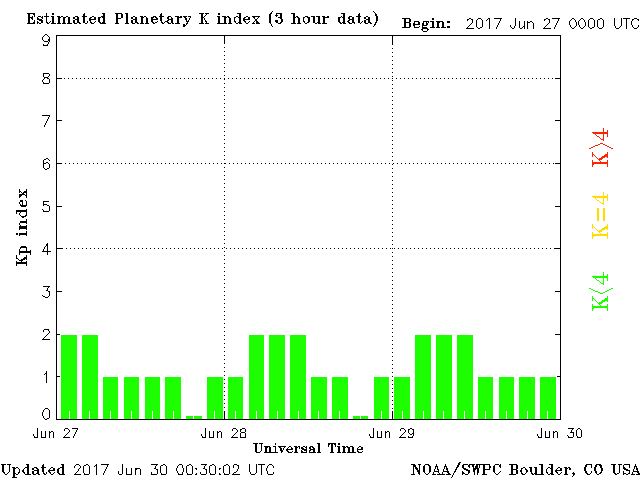 Estimated Planetary K index (3 hour data)
Begin: 2017 Jun 27 0000 UTC
9
8
7
6
5
4
3
2
1
0
Kp index
K>4
K=4
K<4
Jun 27
Jun 28
Jun 29
Jun 30
Universal Time
Updated 2017 Jun 30 00:30:02 UTC
NOAA/SWPC Boulder, CO USA